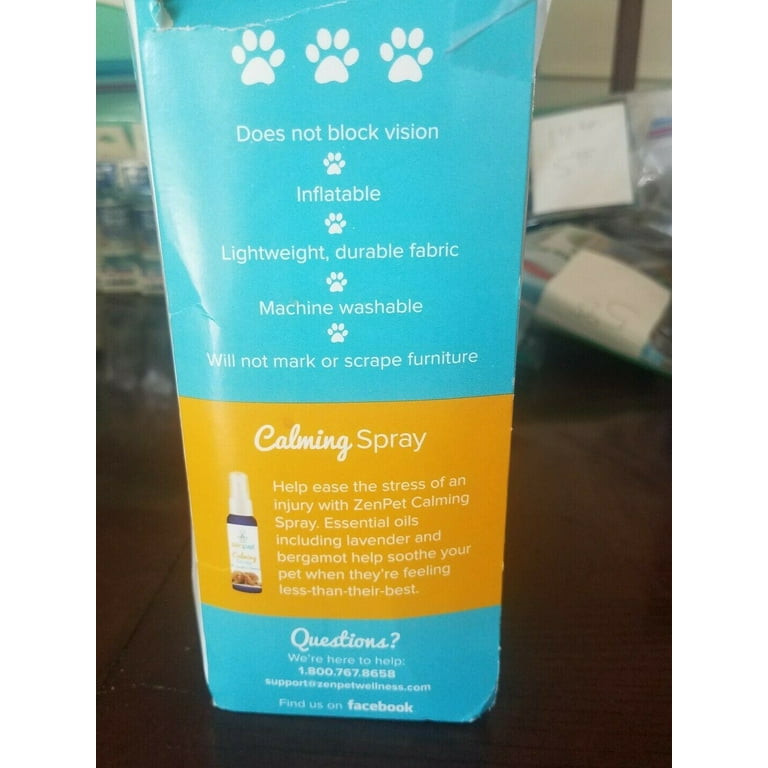 Does not block vision
Inflatable
Lightweight, durable fabric
Machine washable
Will not mark or scrape furniture
Calming Spray
Help ease the stress of an
injury with ZenPet Calming
Spray. Essential oils
including lavender and
bergamot help soothe your
pet when they're feeling
less-than-their-best.
zenpet
Calming
Questions?
We're here to help:
1.800.767.8658
support@zenpetwellness.com
Find us on facebook